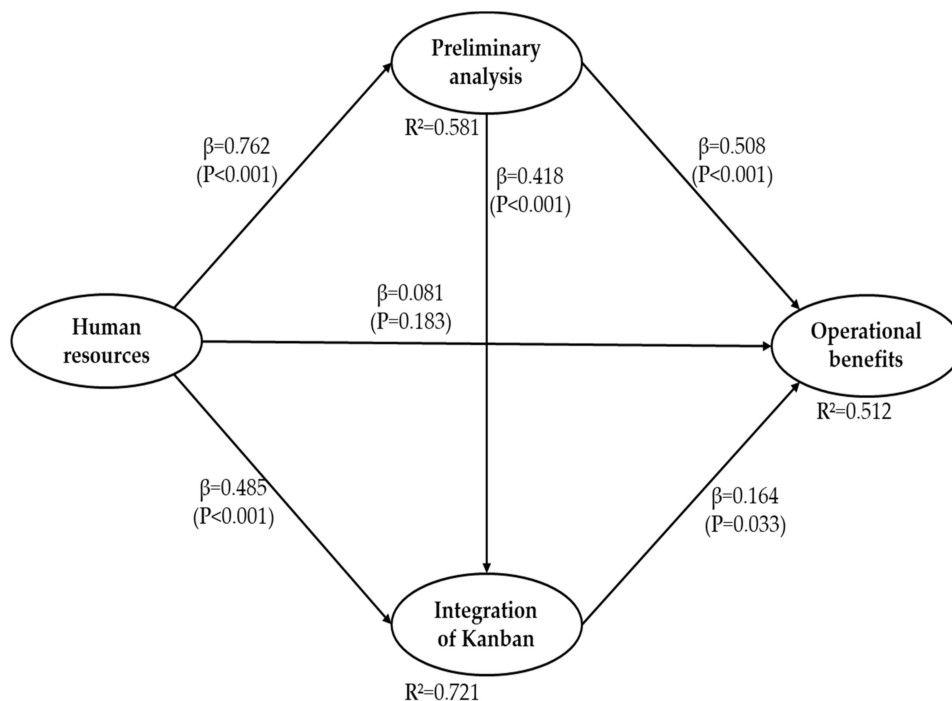 Preliminary
analysis
R²=0.581
β=0.762
(P<0.001)
β=0.508
(P<0.001)
β=0.418
(P<0.001)
β=0.081
(P=0.183)
Human
resources
Operational
benefits
R²=0.512
β=0.485
(P<0.001)
β=0.164
(P=0.033)
Integration
of Kanban
R²=0.721